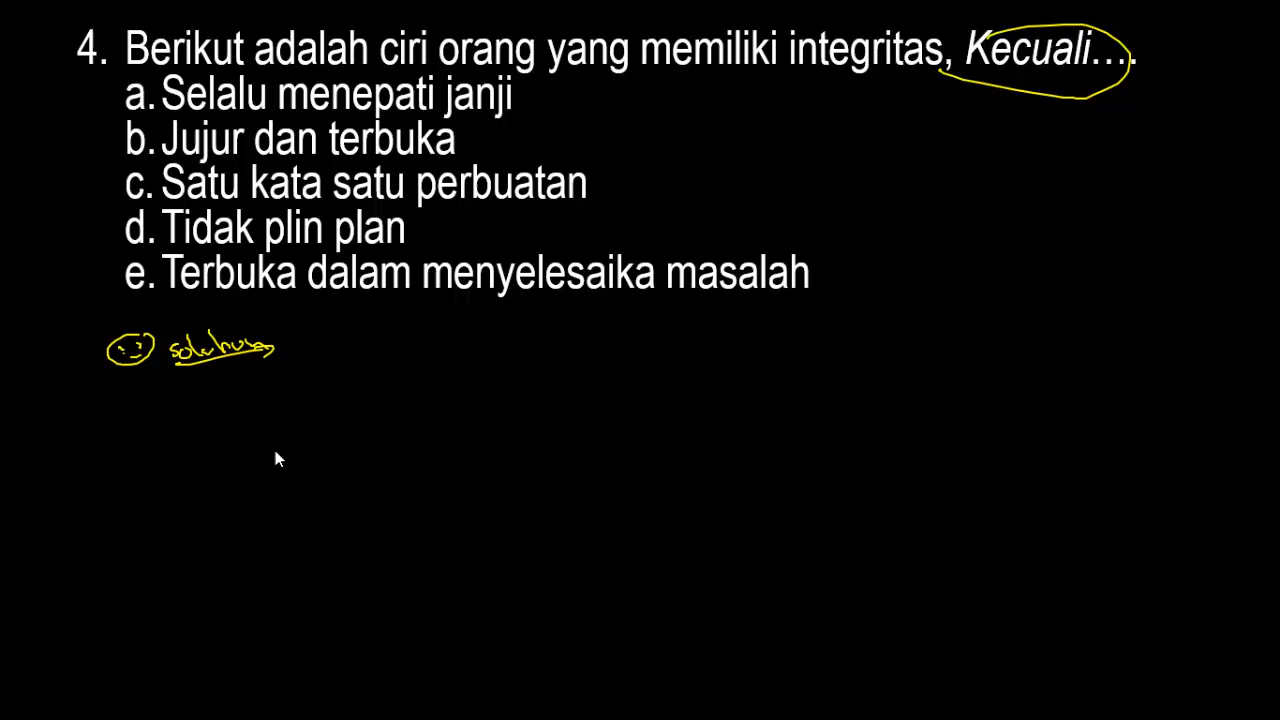 4. Berikut adalah ciri orang yang memiliki integritas, Kecuali….
a. Selalu menepati janji
b. Jujur dan terbuka
c. Satu kata satu perbuatan
d. Tidak plin plan
e. Terbuka dalam menyelesaika masalah